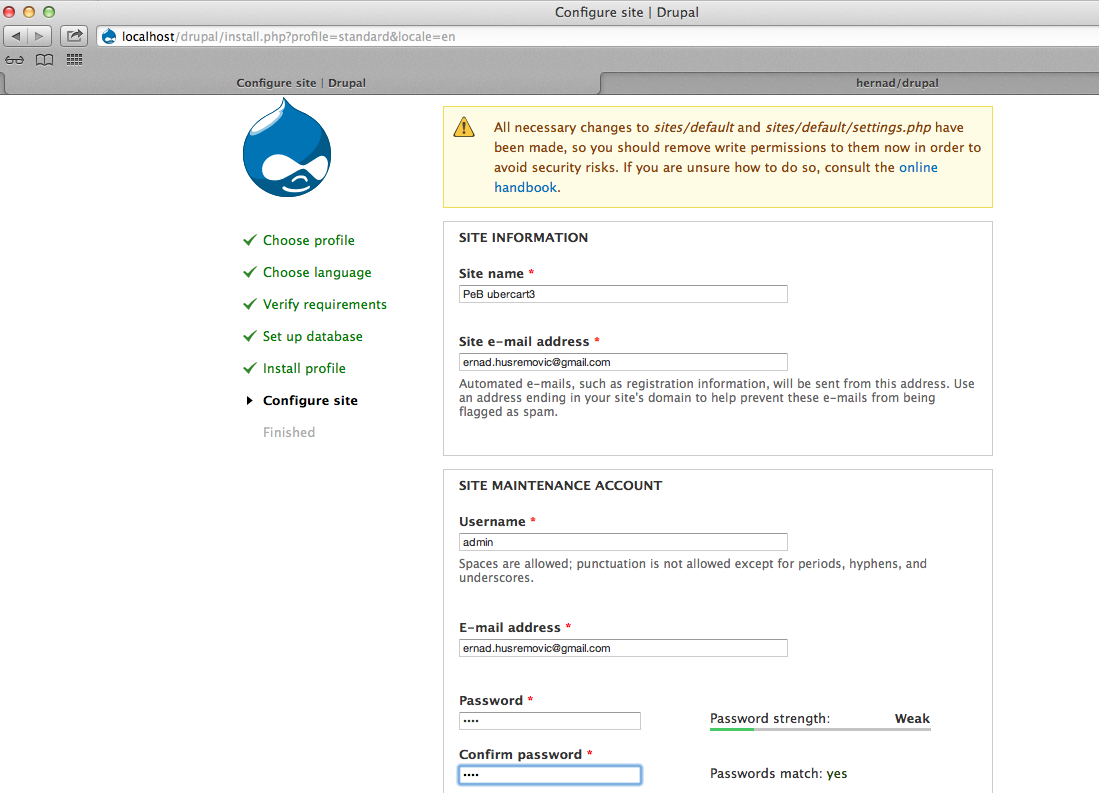 Configure site | Drupal
localhost/drupal/install.php?profile=standard&locale=en
Configure site | Drupal
hernad/drupal
All necessary changes to sites/default and sites/default/settings.php have
been made, so you should remove write permissions to them now in order to
avoid security risks. If you are unsure how to do so, consult the online
handbook.
Choose profile
Choose language
Verify requirements
Set up database
Install profile
Configure site
Finished
SITE INFORMATION
Site name *
PeB ubercart3
Site e-mail address *
ernad.husremovic@gmail.com
Automated e-mails, such as registration information, will be sent from this address. Use
an address ending in your site's domain to help prevent these e-mails from being
flagged as spam.
SITE MAINTENANCE ACCOUNT
Username *
admin
Spaces are allowed; punctuation is not allowed except for periods, hyphens, and
underscores.
E-mail address *
ernad.husremovic@gmail.com
Password *
••••
Password strength: Weak
Confirm password *
••••
Passwords match: yes